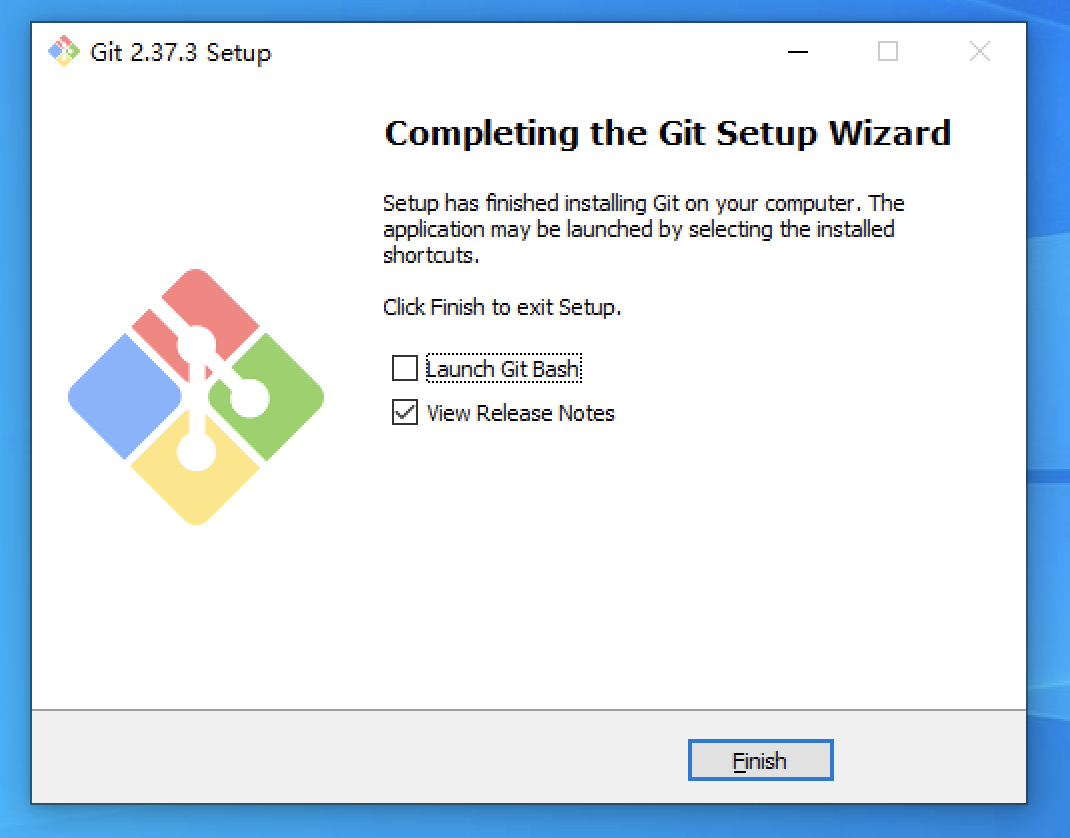 Git 2.37.3 Setup
Completing the Git Setup Wizard
Setup has finished installing Git on your computer. The
application may be launched by selecting the installed
shortcuts.
Click Finish to exit Setup.
Launch Git Bash
View Release Notes
Finish